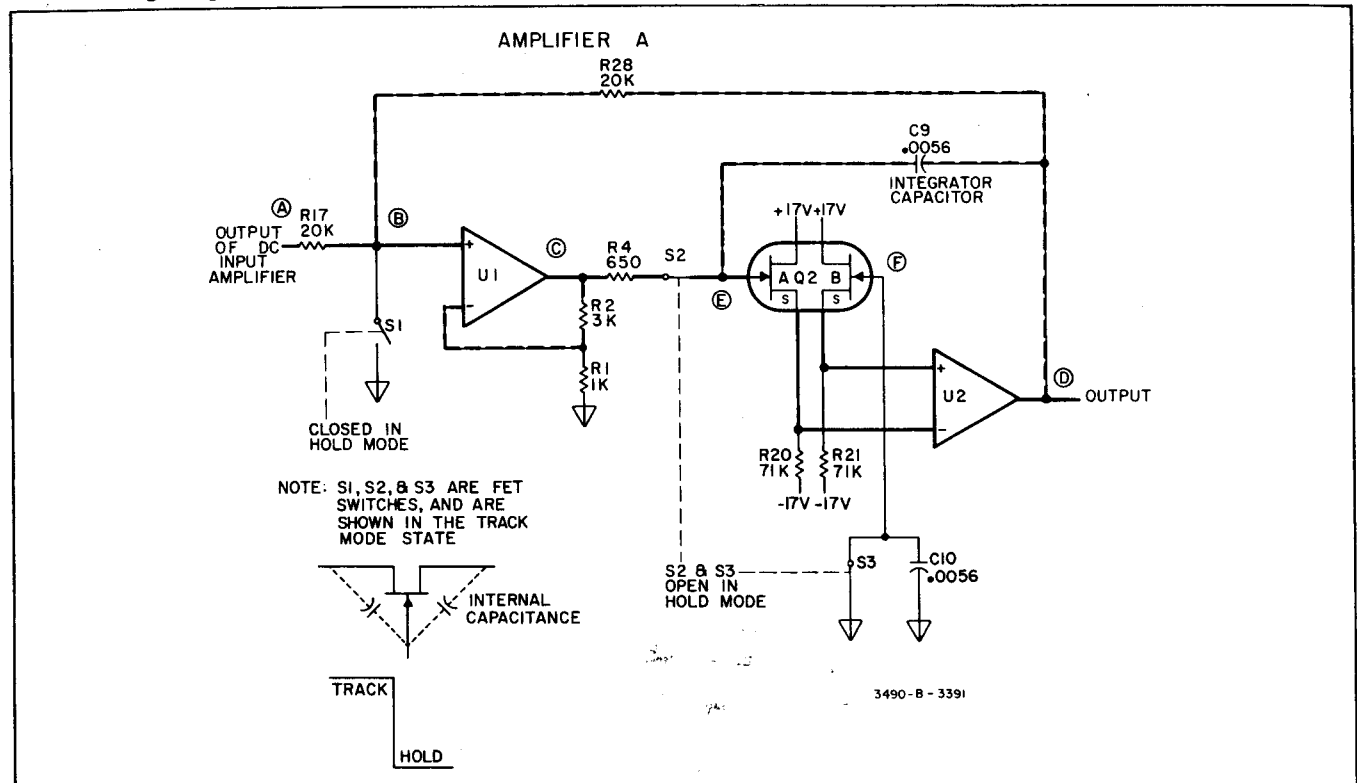 AMPLIFIER A
R28
20K
C9
.0056
INTEGRATOR
CAPACITOR
+17V+17V
A
R17
20K
B
OUTPUT
OF DC
INPUT
AMPLIFIER
+
U1
-
C
R4
650
S2
E
A Q2 B
S S
F
S1
R2
3K
R1
1K
+
U2
-
D
OUTPUT
CLOSED IN
HOLD MODE
R20
71K
R21
71K
-17V-17V
NOTE: S1, S2, & S3 ARE FET
SWITCHES, AND ARE
SHOWN IN THE TRACK
MODE STATE
S2 & S3
OPEN IN
HOLD MODE
S3
C10
.0056
INTERNAL
CAPACITANCE
TRACK
HOLD
3490-B-3391